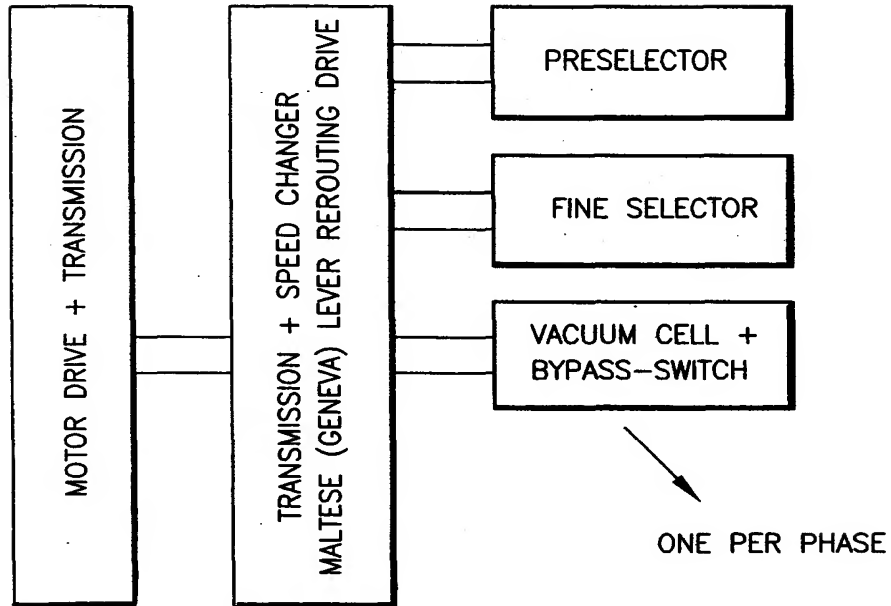 MOTOR DRIVE + TRANSMISSION
TRANSMISSION + SPEED CHANGER
MALTESE (GENEVA) LEVER REROUTING DRIVE
PRESELECTOR
FINE SELECTOR
VACUUM CELL +
BYPASS-SWITCH
ONE PER PHASE